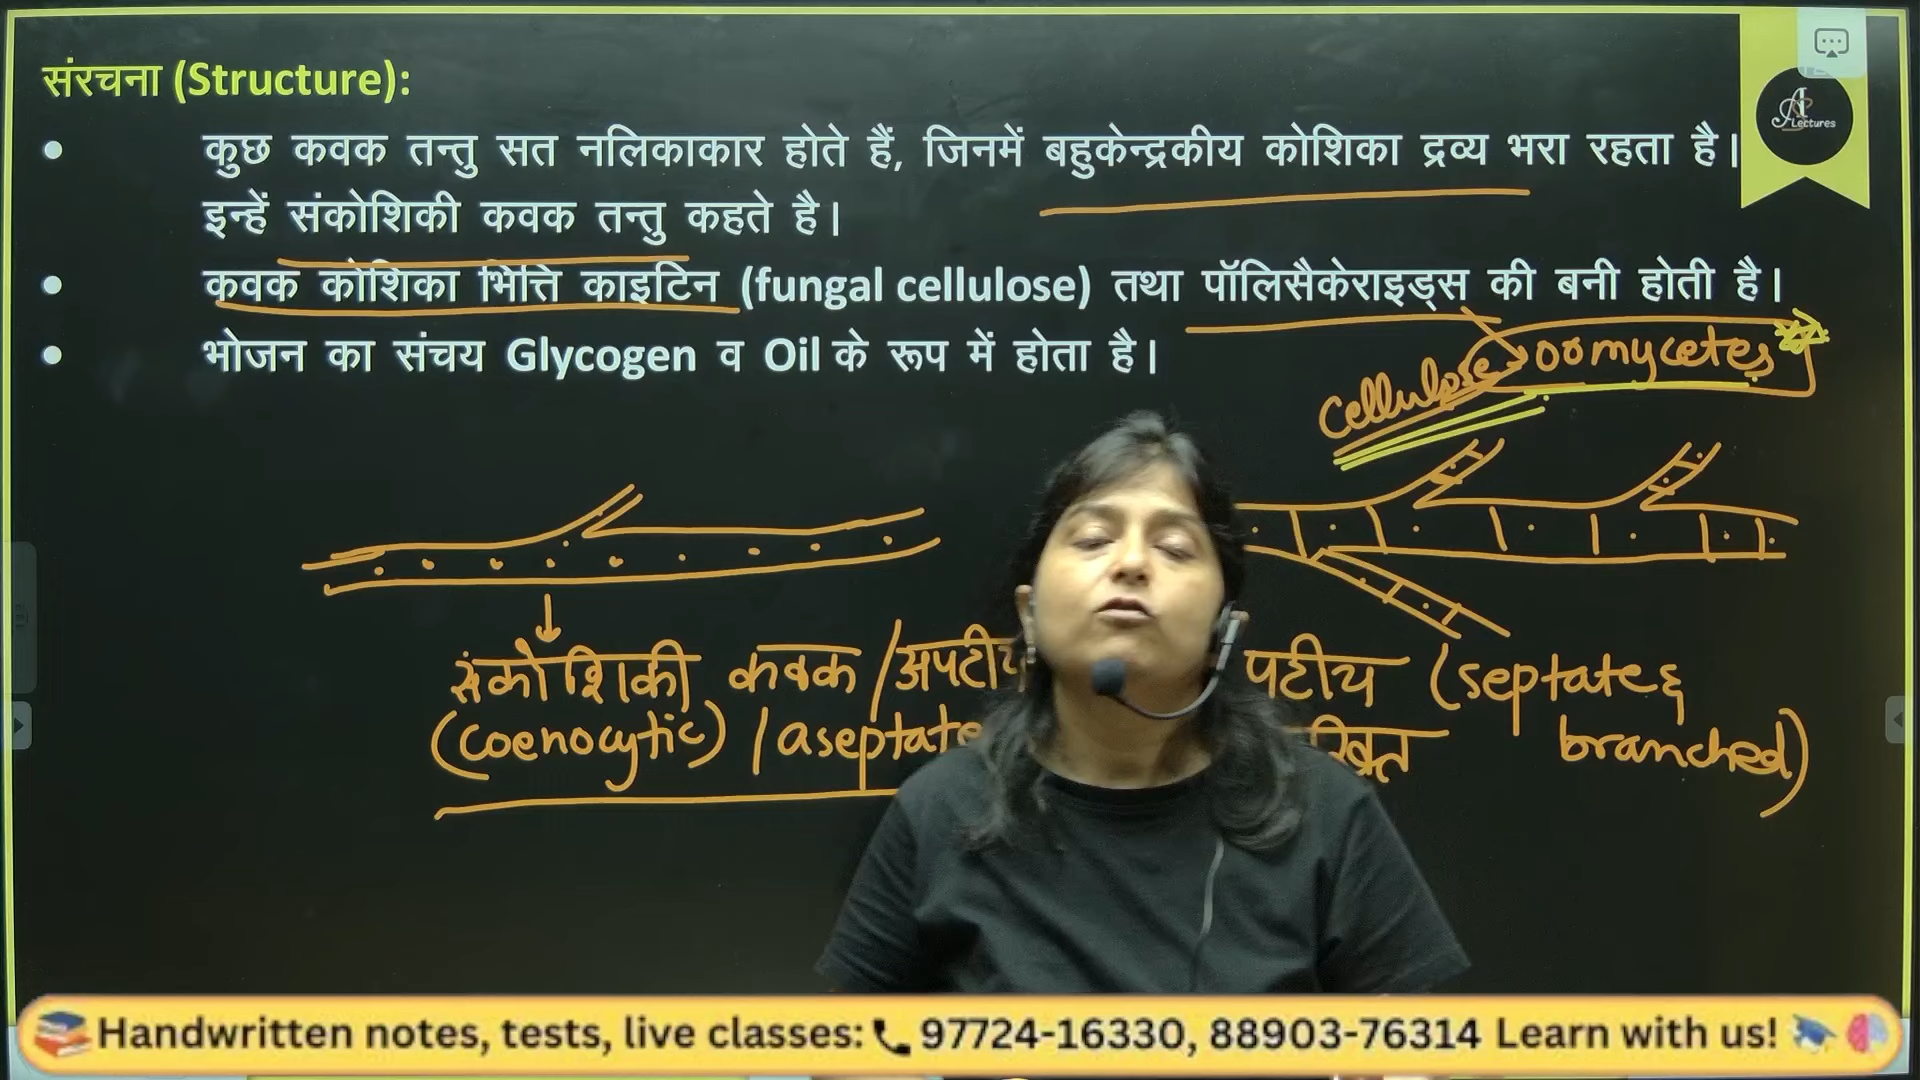 संरचना (Structure):
• कुछ कवक तन्तु सत नलिकाकार होते हैं, जिनमें बहुकेन्द्रकीय कोशिका द्रव्य भरा रहता है।
इन्हें संकोशिकी कवक तन्तु कहते है।
• कवक कोशिका भित्ति काइटिन (fungal cellulose) तथा पॉलिसैकेराइड्स की बनी होती है।
• भोजन का संचय Glycogen व Oil के रूप में होता है।
Lectures
cellulose oomycetes
संकोशिकी कवक /अपटीय
(coenocytic) /aseptate
पटीय (septate &
branched)
Handwritten notes, tests, live classes: 97724-16330, 88903-76314 Learn with us!